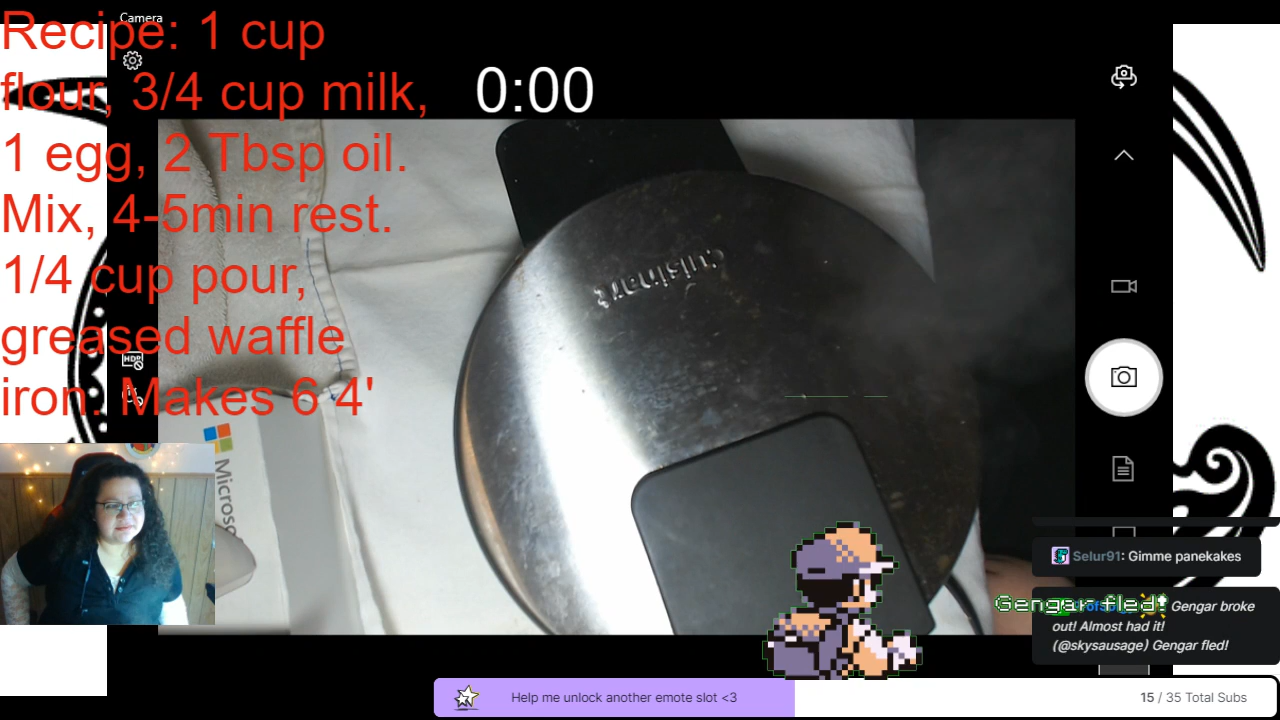 Camera
Recipe: 1 cup
flour, 3/4 cup milk,
1 egg, 2 Tbsp oil.
Mix, 4-5min rest.
1/4 cup pour,
greased waffle
iron. Makes 6 4'
0:00
Cuisinart
HDR
Selur91: Gimme panekakes
Gengar fled!
Gengar broke
out! Almost had it!
(@skysausage) Gengar fled!
Help me unlock another emote slot <3
15 / 35 Total Subs